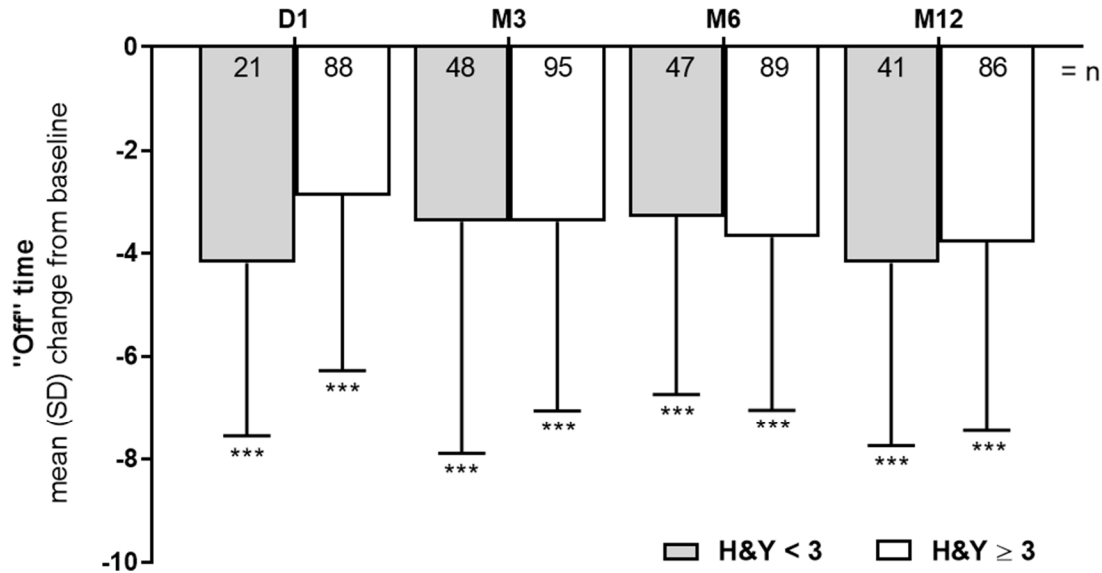 D1 M3 M6 M12
0
21 88 48 95 47 89 41 86 = n
-2
-4
-6
-8
-10
"Off" time
mean (SD) change from baseline
***
***
***
***
***
***
***
***
H&Y < 3 H&Y ≥ 3